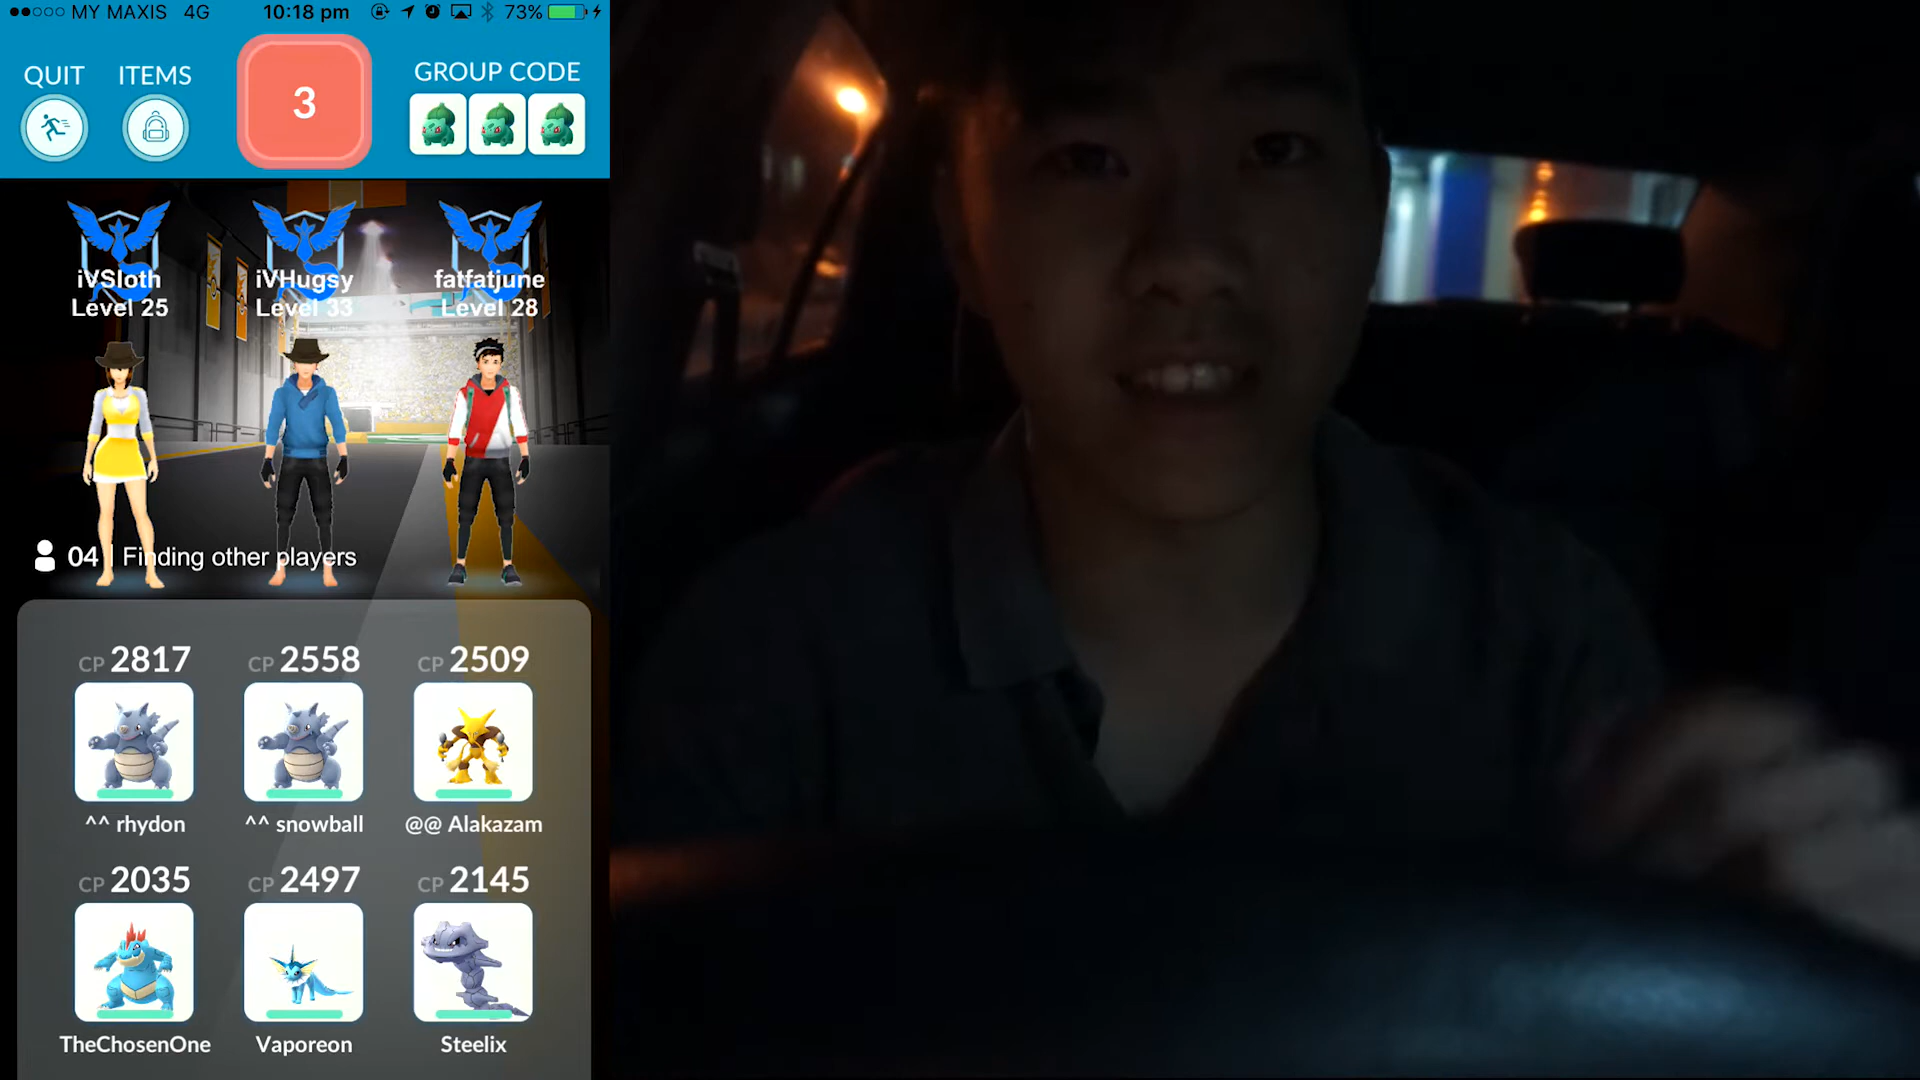 MY MAXIS 4G 10:18 pm 73%
QUIT ITEMS 3 GROUP CODE
iVSloth iVHugsy fatfatjune
Level 25 Level 33 Level 28
04 | Finding other players
CP 2817 CP 2558 CP 2509
^^ rhydon ^^ snowball @@ Alakazam
CP 2035 CP 2497 CP 2145
TheChosenOne Vaporeon Steelix